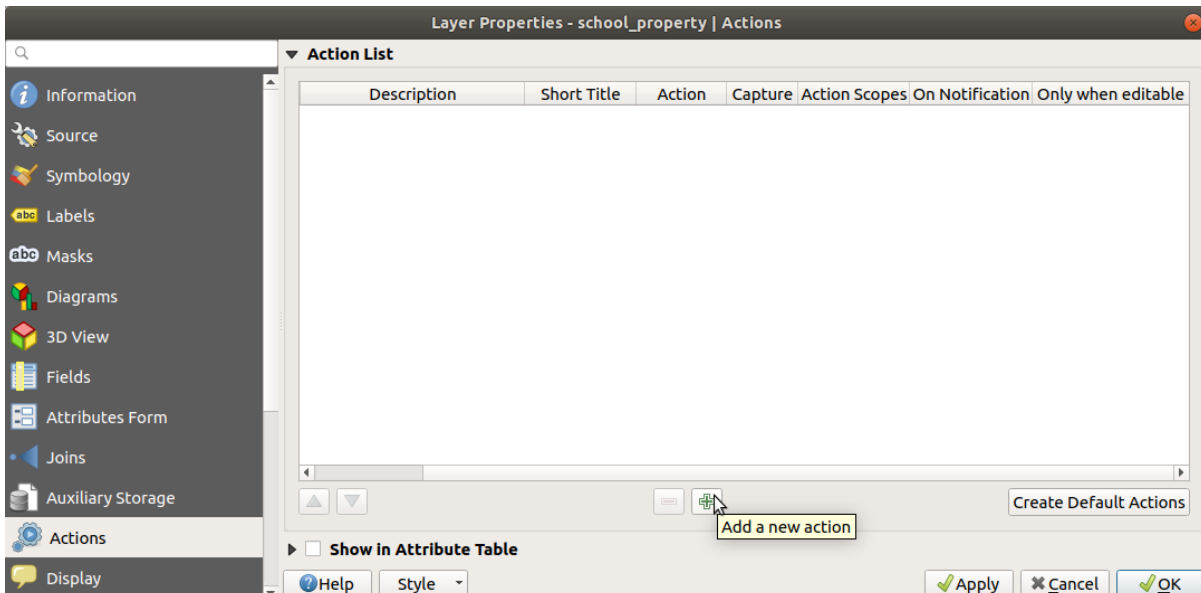 Layer Properties - school_property | Actions
Information
Source
Symbology
abc Labels
abc Masks
Diagrams
3D View
Fields
Attributes Form
Joins
Auxiliary Storage
Actions
Display
Action List
Description Short Title Action Capture Action Scopes On Notification Only when editable
Create Default Actions
Add a new action
Show in Attribute Table
Help Style Apply Cancel OK